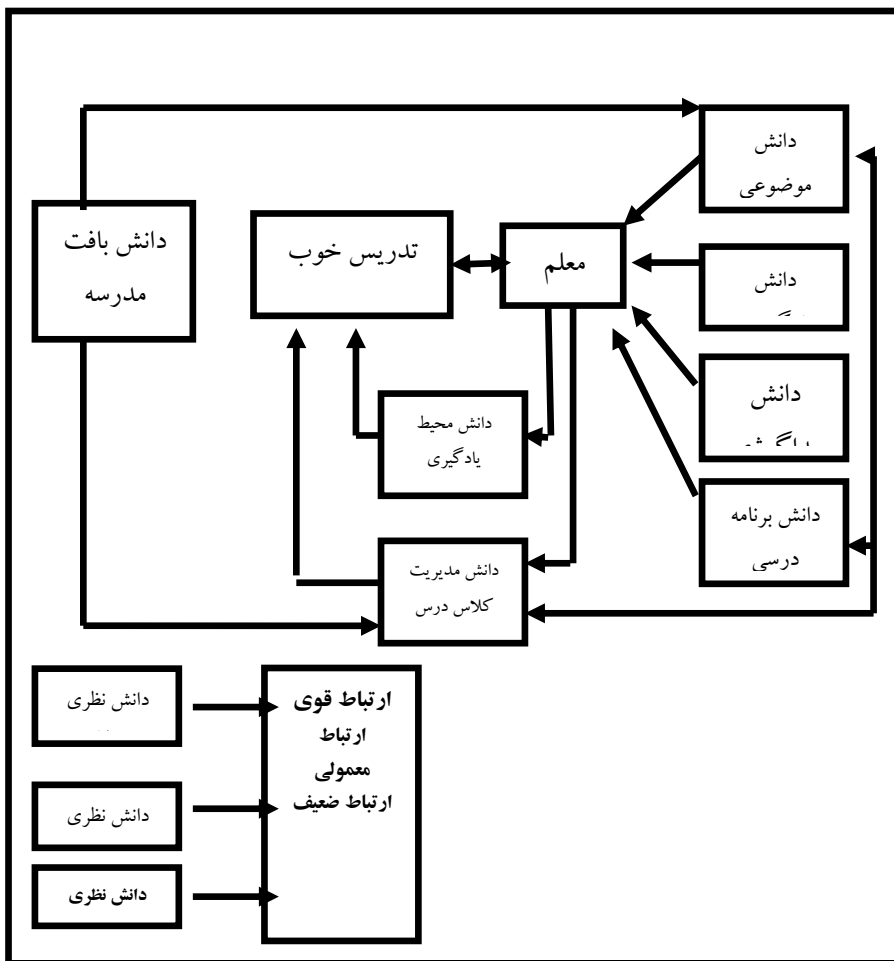 دانش
موضوعی
دانش بافت
مدرسه
تدریس خوب
معلم
دانش
دانش
دانش محیط
یادگیری
دانش برنامه
درسی
دانش مدیریت
کلاس درس
دانش نظری
ارتباط قوی
ارتباط
معمولی
ارتباط ضعیف
دانش نظری
دانش نظری